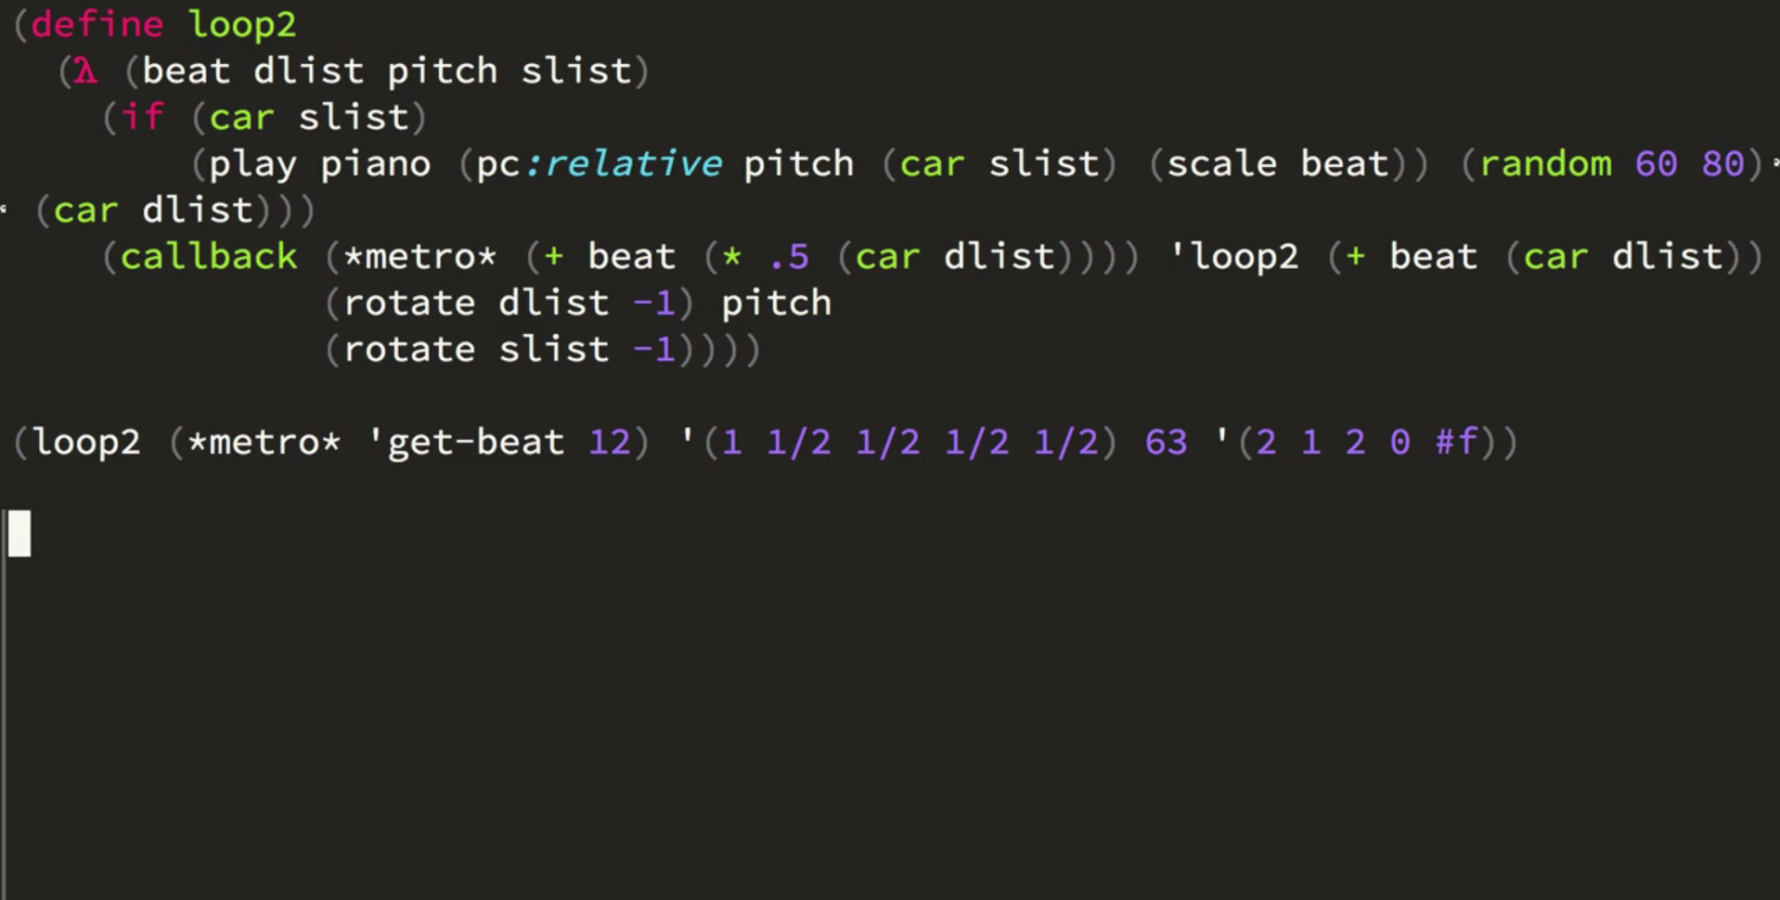 (define loop2
(λ (beat dlist pitch slist)
(if (car slist)
(play piano (pc:relative pitch (car slist) (scale beat)) (random 60 80)
(car dlist)))
(callback (*metro* (+ beat (* .5 (car dlist)))) 'loop2 (+ beat (car dlist))
(rotate dlist -1) pitch
(rotate slist -1))))
(loop2 (*metro* 'get-beat 12) '(1 1/2 1/2 1/2 1/2) 63 '(2 1 2 0 #f))